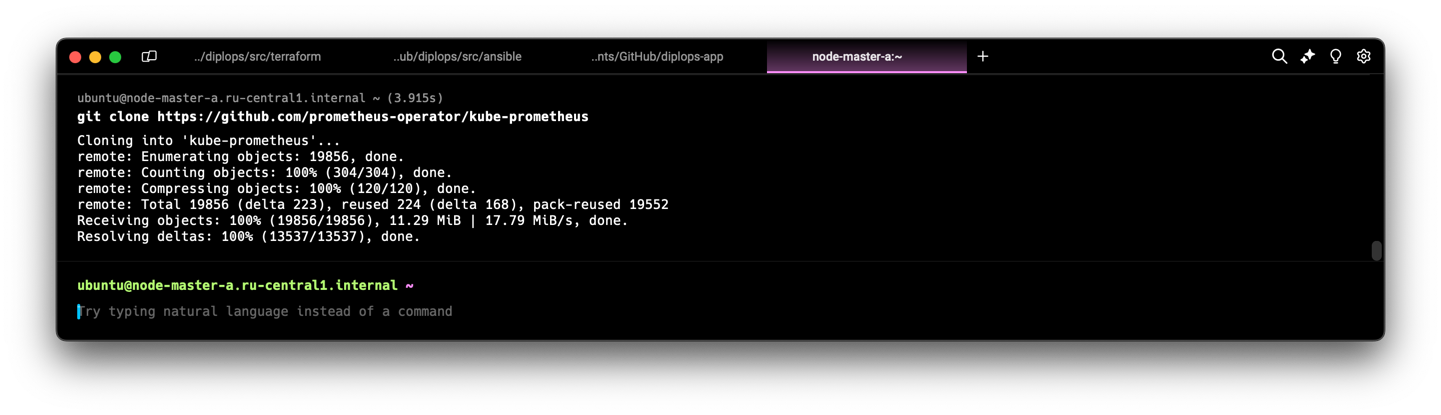 ../diplops/src/terraform
..ub/diplops/src/ansible
..nts/GitHub/diplops-app
node-master-a:~
ubuntu@node-master-a.ru-central1.internal ~ (3.915s)
git clone https://github.com/prometheus-operator/kube-prometheus
Cloning into 'kube-prometheus'...
remote: Enumerating objects: 19856, done.
remote: Counting objects: 100% (304/304), done.
remote: Compressing objects: 100% (120/120), done.
remote: Total 19856 (delta 223), reused 224 (delta 168), pack-reused 19552
Receiving objects: 100% (19856/19856), 11.29 MiB | 17.79 MiB/s, done.
Resolving deltas: 100% (13537/13537), done.
ubuntu@node-master-a.ru-central1.internal ~
Try typing natural language instead of a command